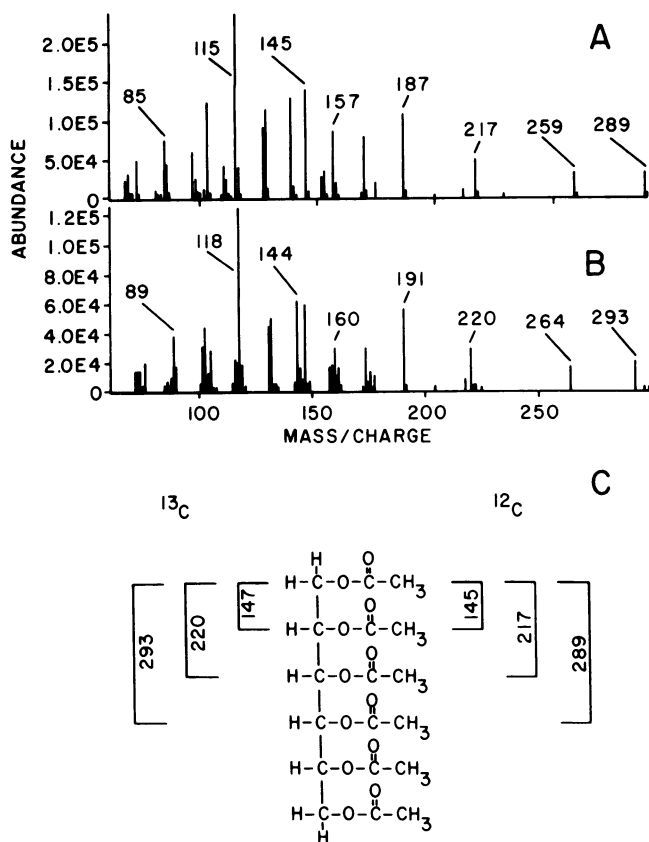 A
2.0E5
1.5E5
1.0E5
5.0E4
0
85
115
145
157
187
217
259
289
B
1.2E5
1.0E5
8.0E4
6.0E4
4.0E4
2.0E4
0
89
118
144
160
191
220
264
293
ABUNDANCE
100
150
200
250
MASS/CHARGE
C
13C
12C
H O
H-C-O-C-CH3
O
H-C-O-C-CH3
O
H-C-O-C-CH3
O
H-C-O-C-CH3
O
H-C-O-C-CH3
O
H-C-O-C-CH3
H
293
220
147
145
217
289